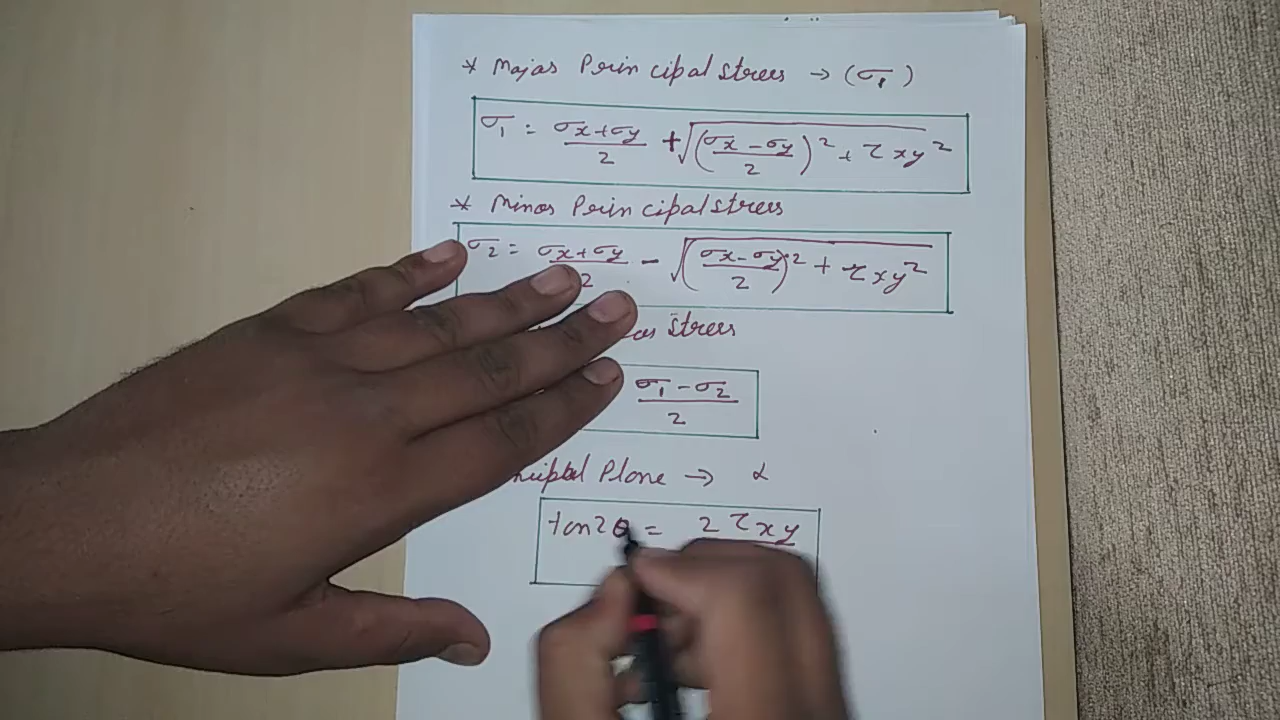 * Major Principal stress → (σ₁)
σ₁ = σx+σy/2 + √(σx-σy/2)² + τxy²
* Minor Principal stress
σ₂ = σx+σy/2 - √(σx-σy/2)² + τxy²
stress
σ₁ - σ₂/2
Plane → α
tan2θ = 2τxy